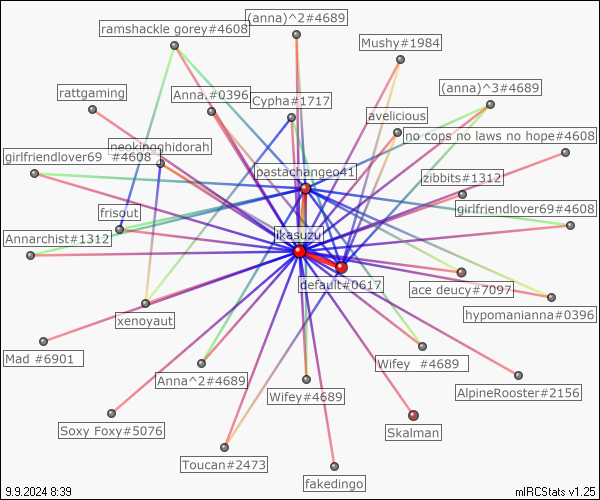 (anna)^2#4689
ramshackle gorey#4608
Mushy#1984
rattgaming
Anna.#0396
Cypha#1717
(anna)^3#4689
avelicious
no cops no laws no hope#4608
neokingghidorah
girlfriendlover69 #4608
pastachangeo41
zibbits#1312
frisout
girlfriendlover69#4608
Annarchist#1312
ikasuzu
default#0617
ace deucy#7097
hypomanianna#0396
xenoyaut
Mad #6901
Anna^2#4689
Wifey #4689
AlpineRooster#2156
Wifey#4689
Soxy Foxy#5076
Skalman
Toucan#2473
fakedingo
9.9.2024 8:39
mIRCStats v1.25